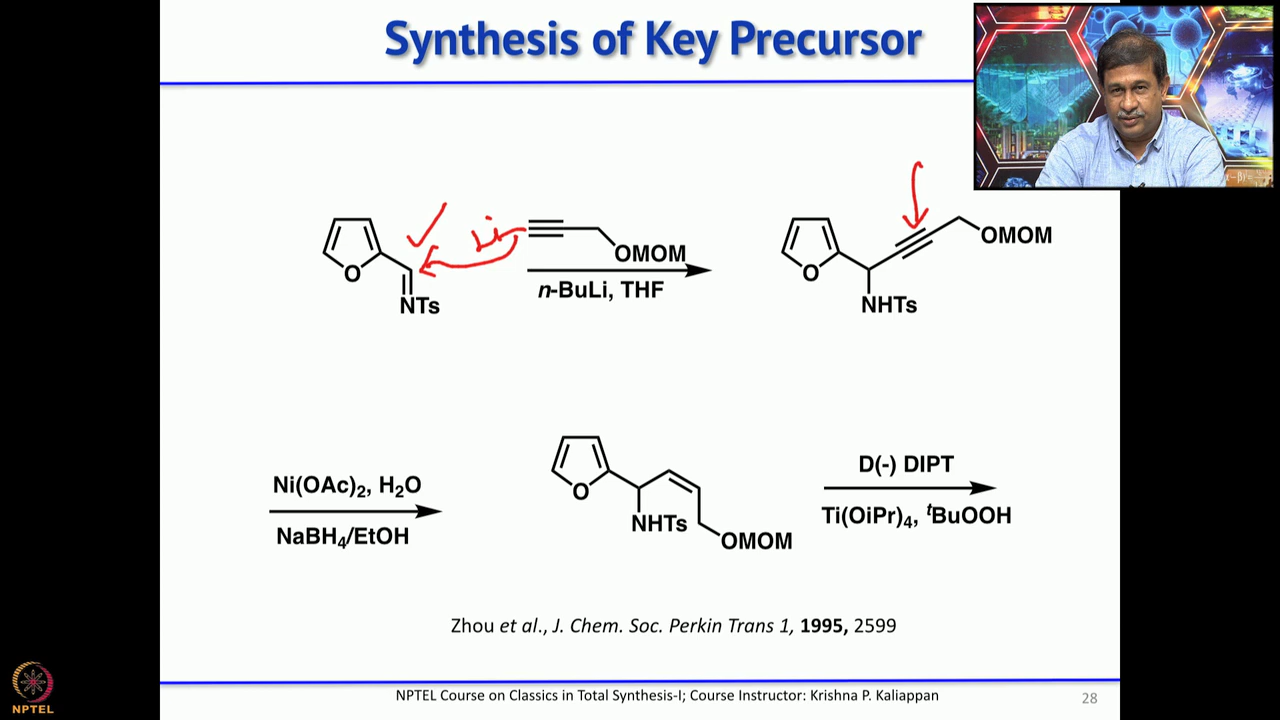 Synthesis of Key Precursor
α-β)=
O
NTs
Li
OMOM
n-BuLi, THF
O
NHTs
OMOM
Ni(OAc)2, H2O
NaBH4/EtOH
O
NHTs
OMOM
D(-) DIPT
Ti(OiPr)4, tBuOOH
Zhou et al., J. Chem. Soc. Perkin Trans 1, 1995, 2599
NPTEL
NPTEL Course on Classics in Total Synthesis-I; Course Instructor: Krishna P. Kaliappan
28